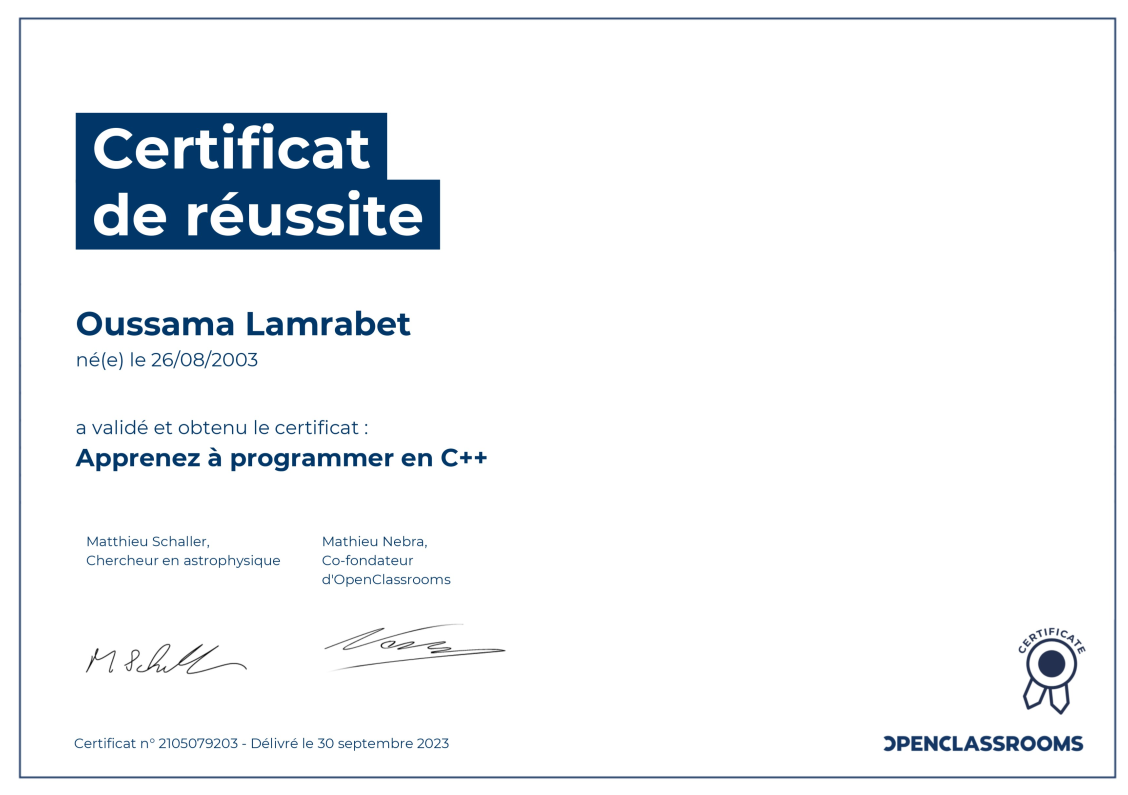 Certificat
de réussite
Oussama Lamrabet
né(e) le 26/08/2003
a validé et obtenu le certificat :
Apprenez à programmer en C++
Matthieu Schaller,
Chercheur en astrophysique
Mathieu Nebra,
Co-fondateur
d'OpenClassrooms
M Schaller
CERTIFICATE
Certificat n° 2105079203 - Délivré le 30 septembre 2023
OPENCLASSROOMS